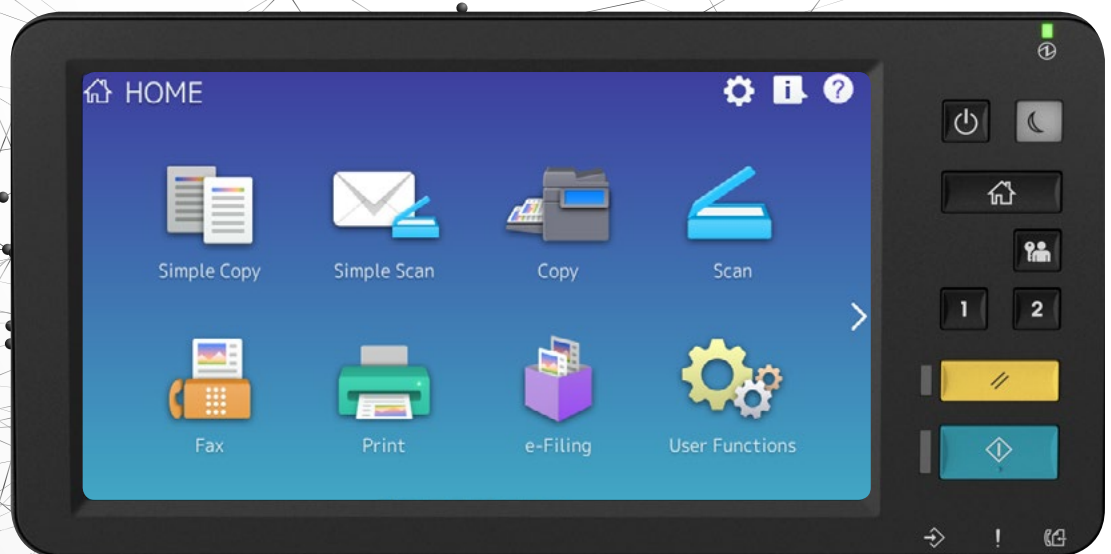 HOME
Simple Copy
Simple Scan
Copy
Scan
Fax
Print
e-Filing
User Functions
1
2